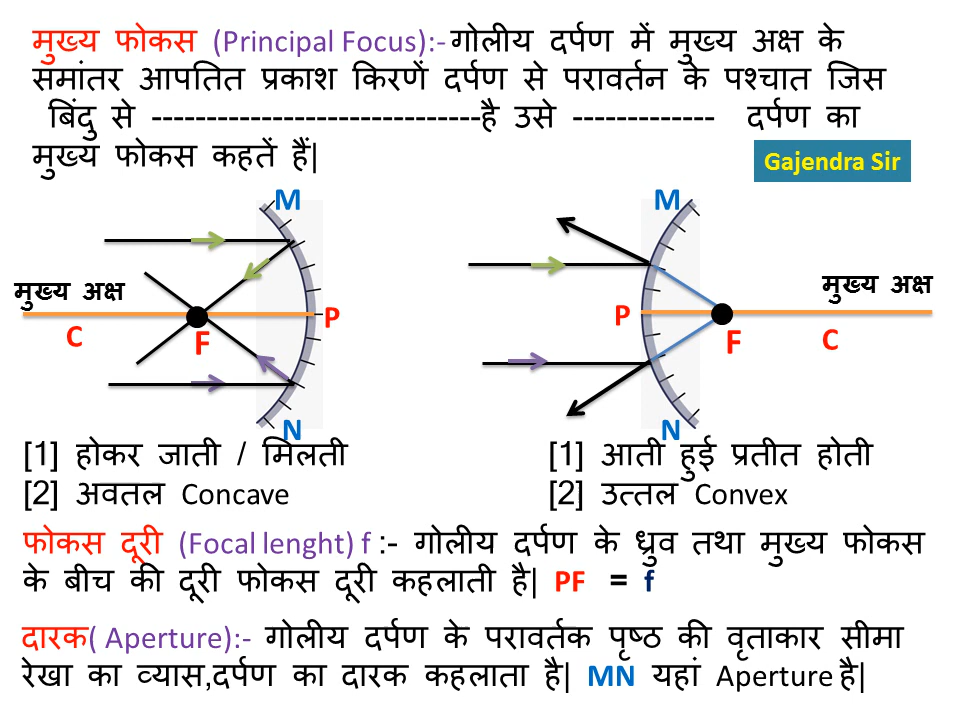 मुख्य फोकस (Principal Focus):- गोलीय दर्पण में मुख्य अक्ष के
समांतर आपतित प्रकाश किरणें दर्पण से परावर्तन के पश्चात जिस
बिंदु से ------------------------------है उसे ------------- दर्पण का
मुख्य फोकस कहतें हैं|
Gajendra Sir
M
M
मुख्य अक्ष
मुख्य अक्ष
P
P
C
F
F
C
N
N
[1] होकर जाती / मिलती
[1] आती हुई प्रतीत होती
[2] अवतल Concave
[2] उत्तल Convex
फोकस दूरी (Focal lenght) f :- गोलीय दर्पण के ध्रुव तथा मुख्य फोकस
के बीच की दूरी फोकस दूरी कहलाती है| PF = f
दारक( Aperture):- गोलीय दर्पण के परावर्तक पृष्ठ की वृताकार सीमा
रेखा का व्यास,दर्पण का दारक कहलाता है| MN यहां Aperture है|